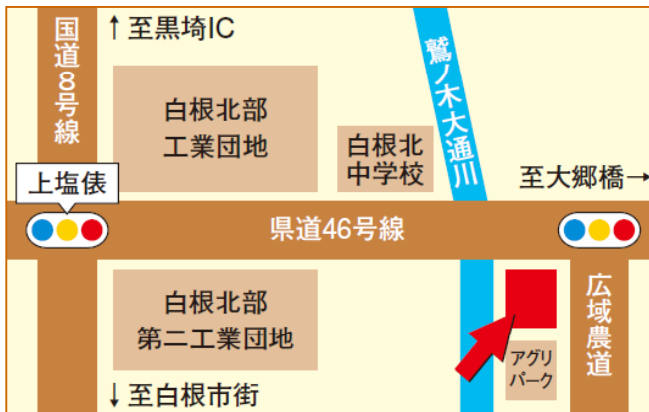 国道8号線
↑至黒埼IC
白根北部
工業団地
白根北
中学校
鷲ノ木大通川
至大郷橋→
上塩俵
県道46号線
白根北部
第二工業団地
広域農道
アグリ
パーク
↓至白根市街